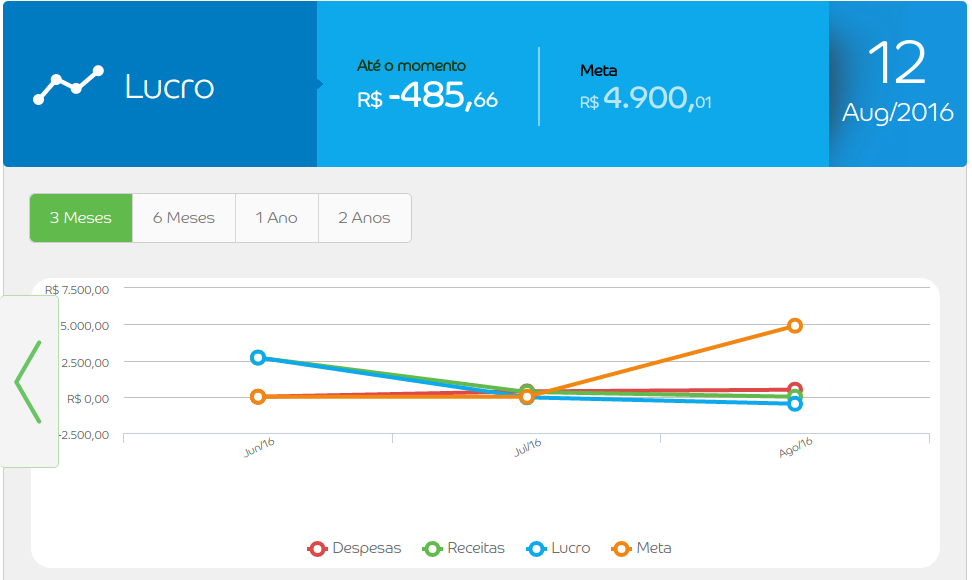 Lucro
Até o momento
R$ -485,66
Meta
R$ 4.900,01
12
Aug/2016
3 Meses
6 Meses
1 Ano
2 Anos
R$ 7.500,00
5.000,00
2.500,00
R$ 0,00
-2.500,00
Jun/16
Jul/16
Ago/16
Despesas
Receitas
Lucro
Meta